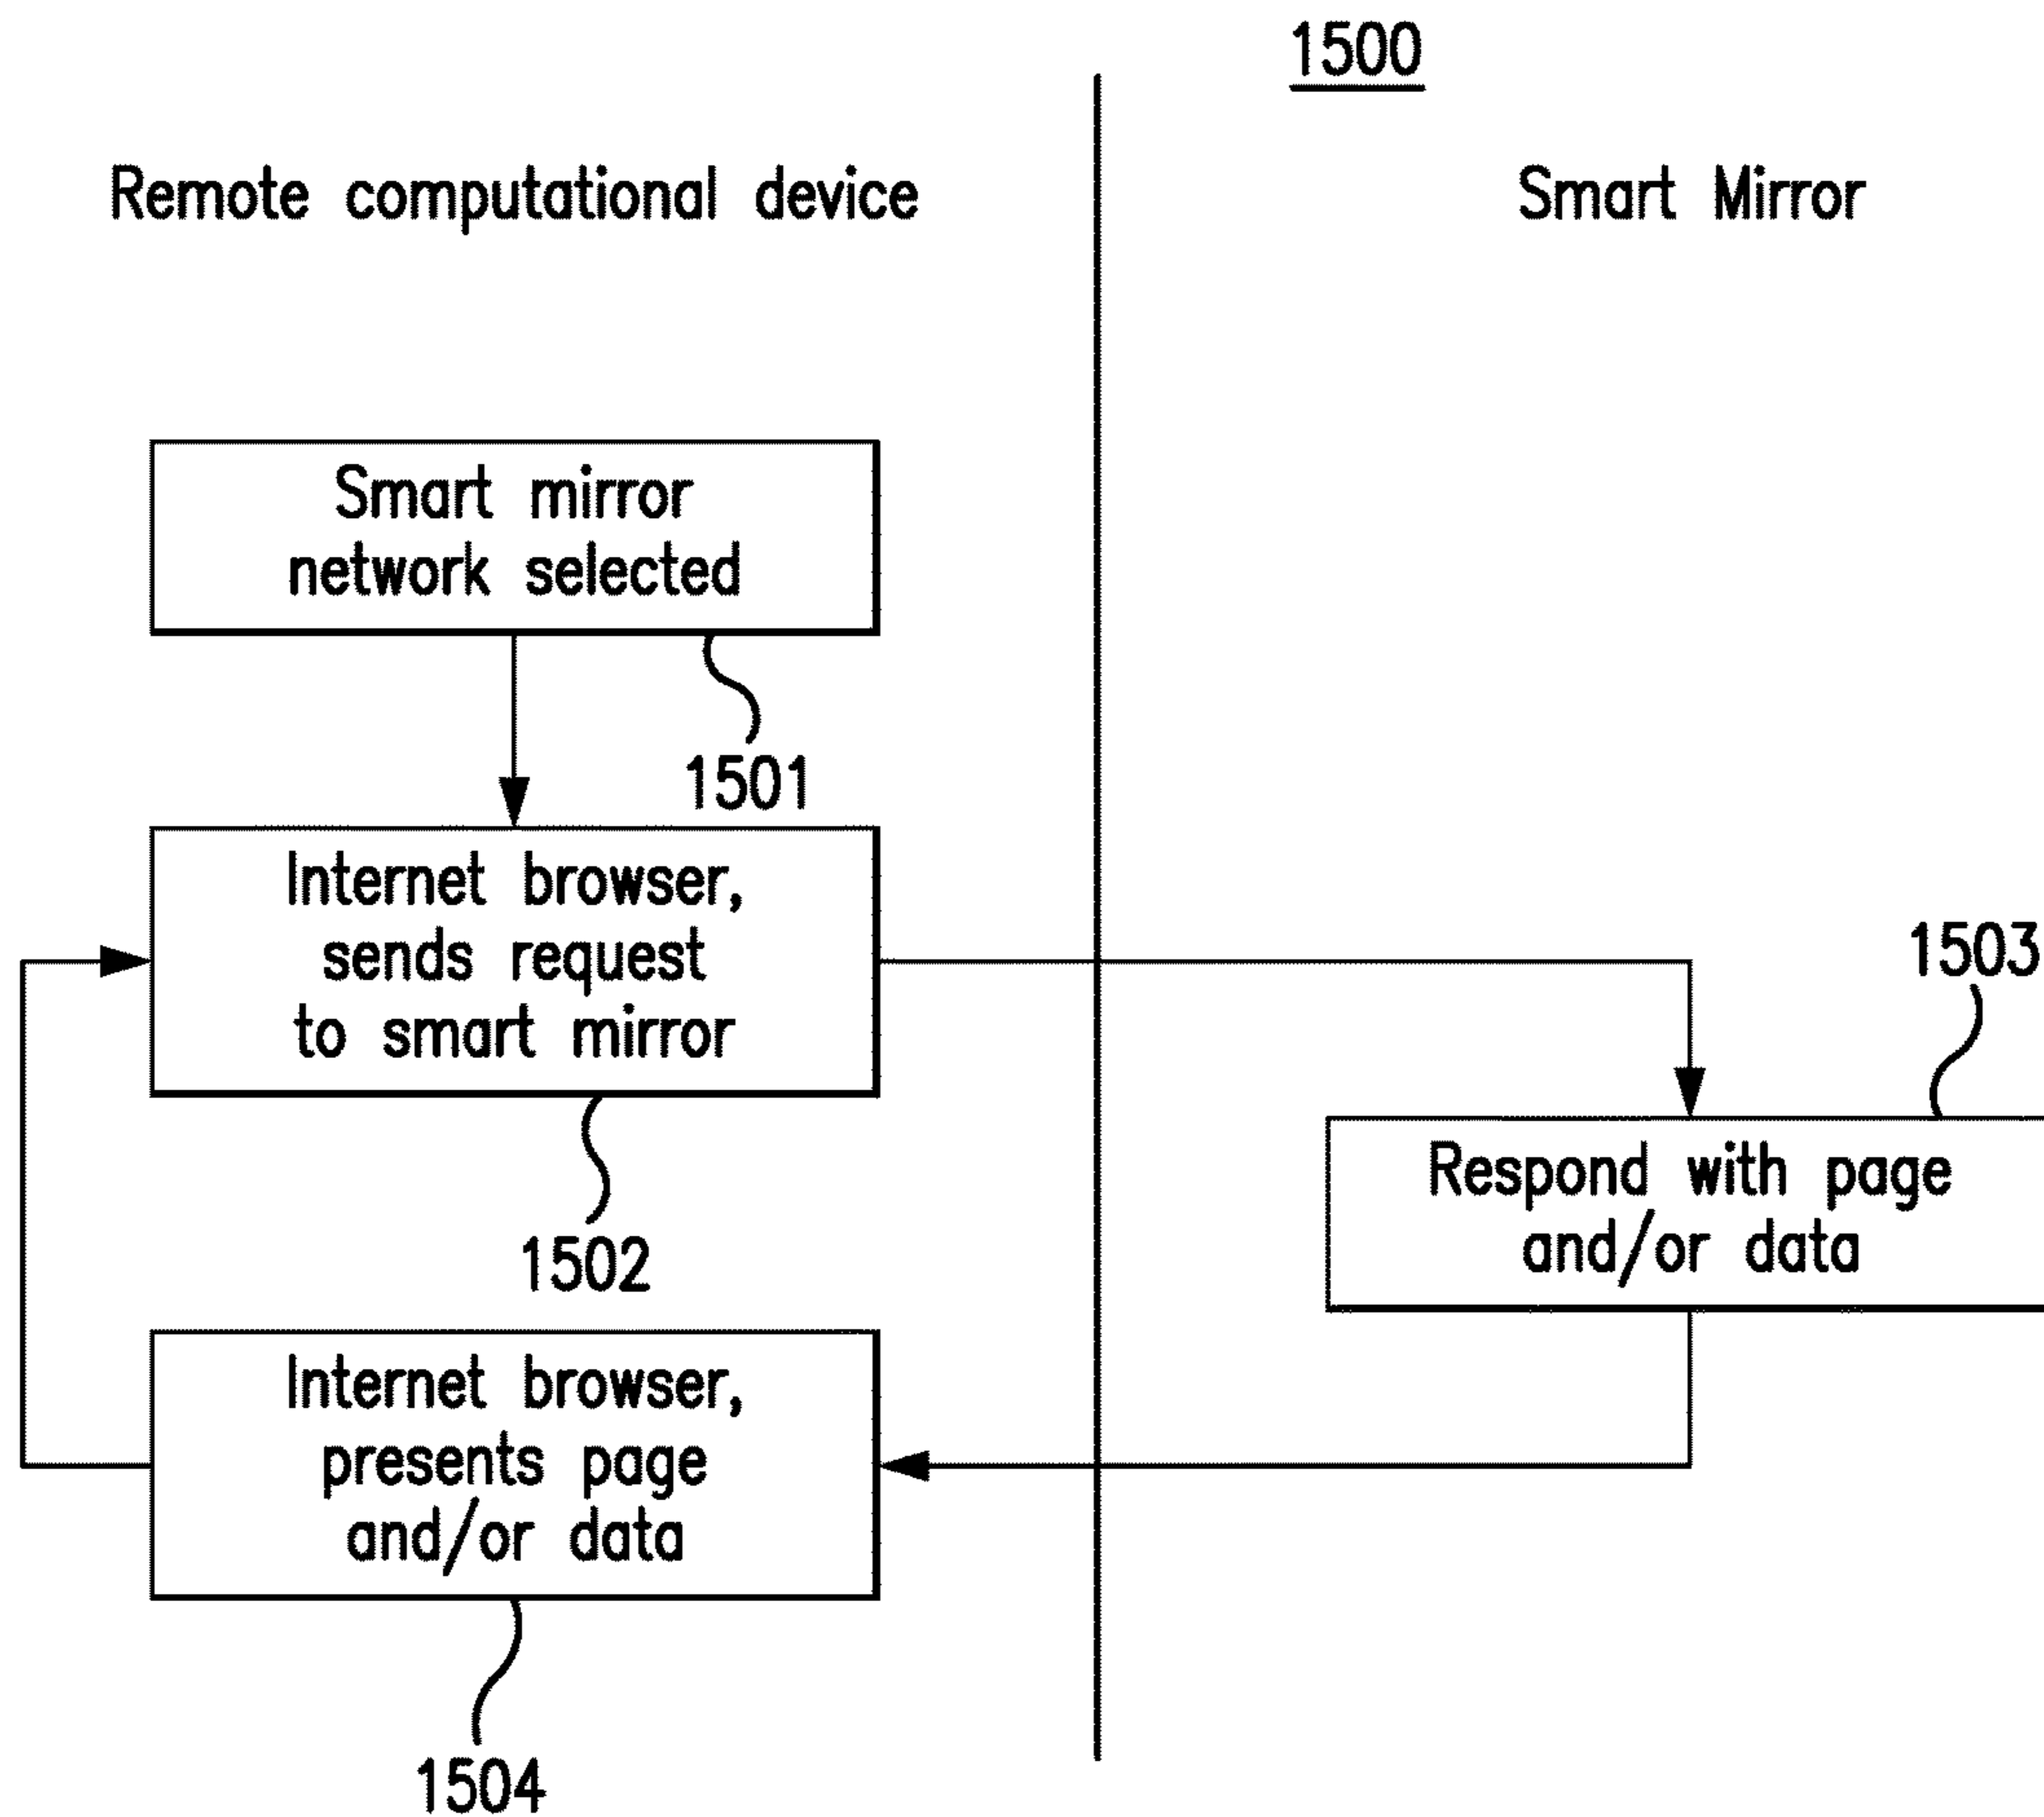 1500
Remote computational device
Smart Mirror
Smart mirror
network selected
1501
Internet browser,
sends request
to smart mirror
1502
1503
Respond with page
and/or data
Internet browser,
presents page
and/or data
1504